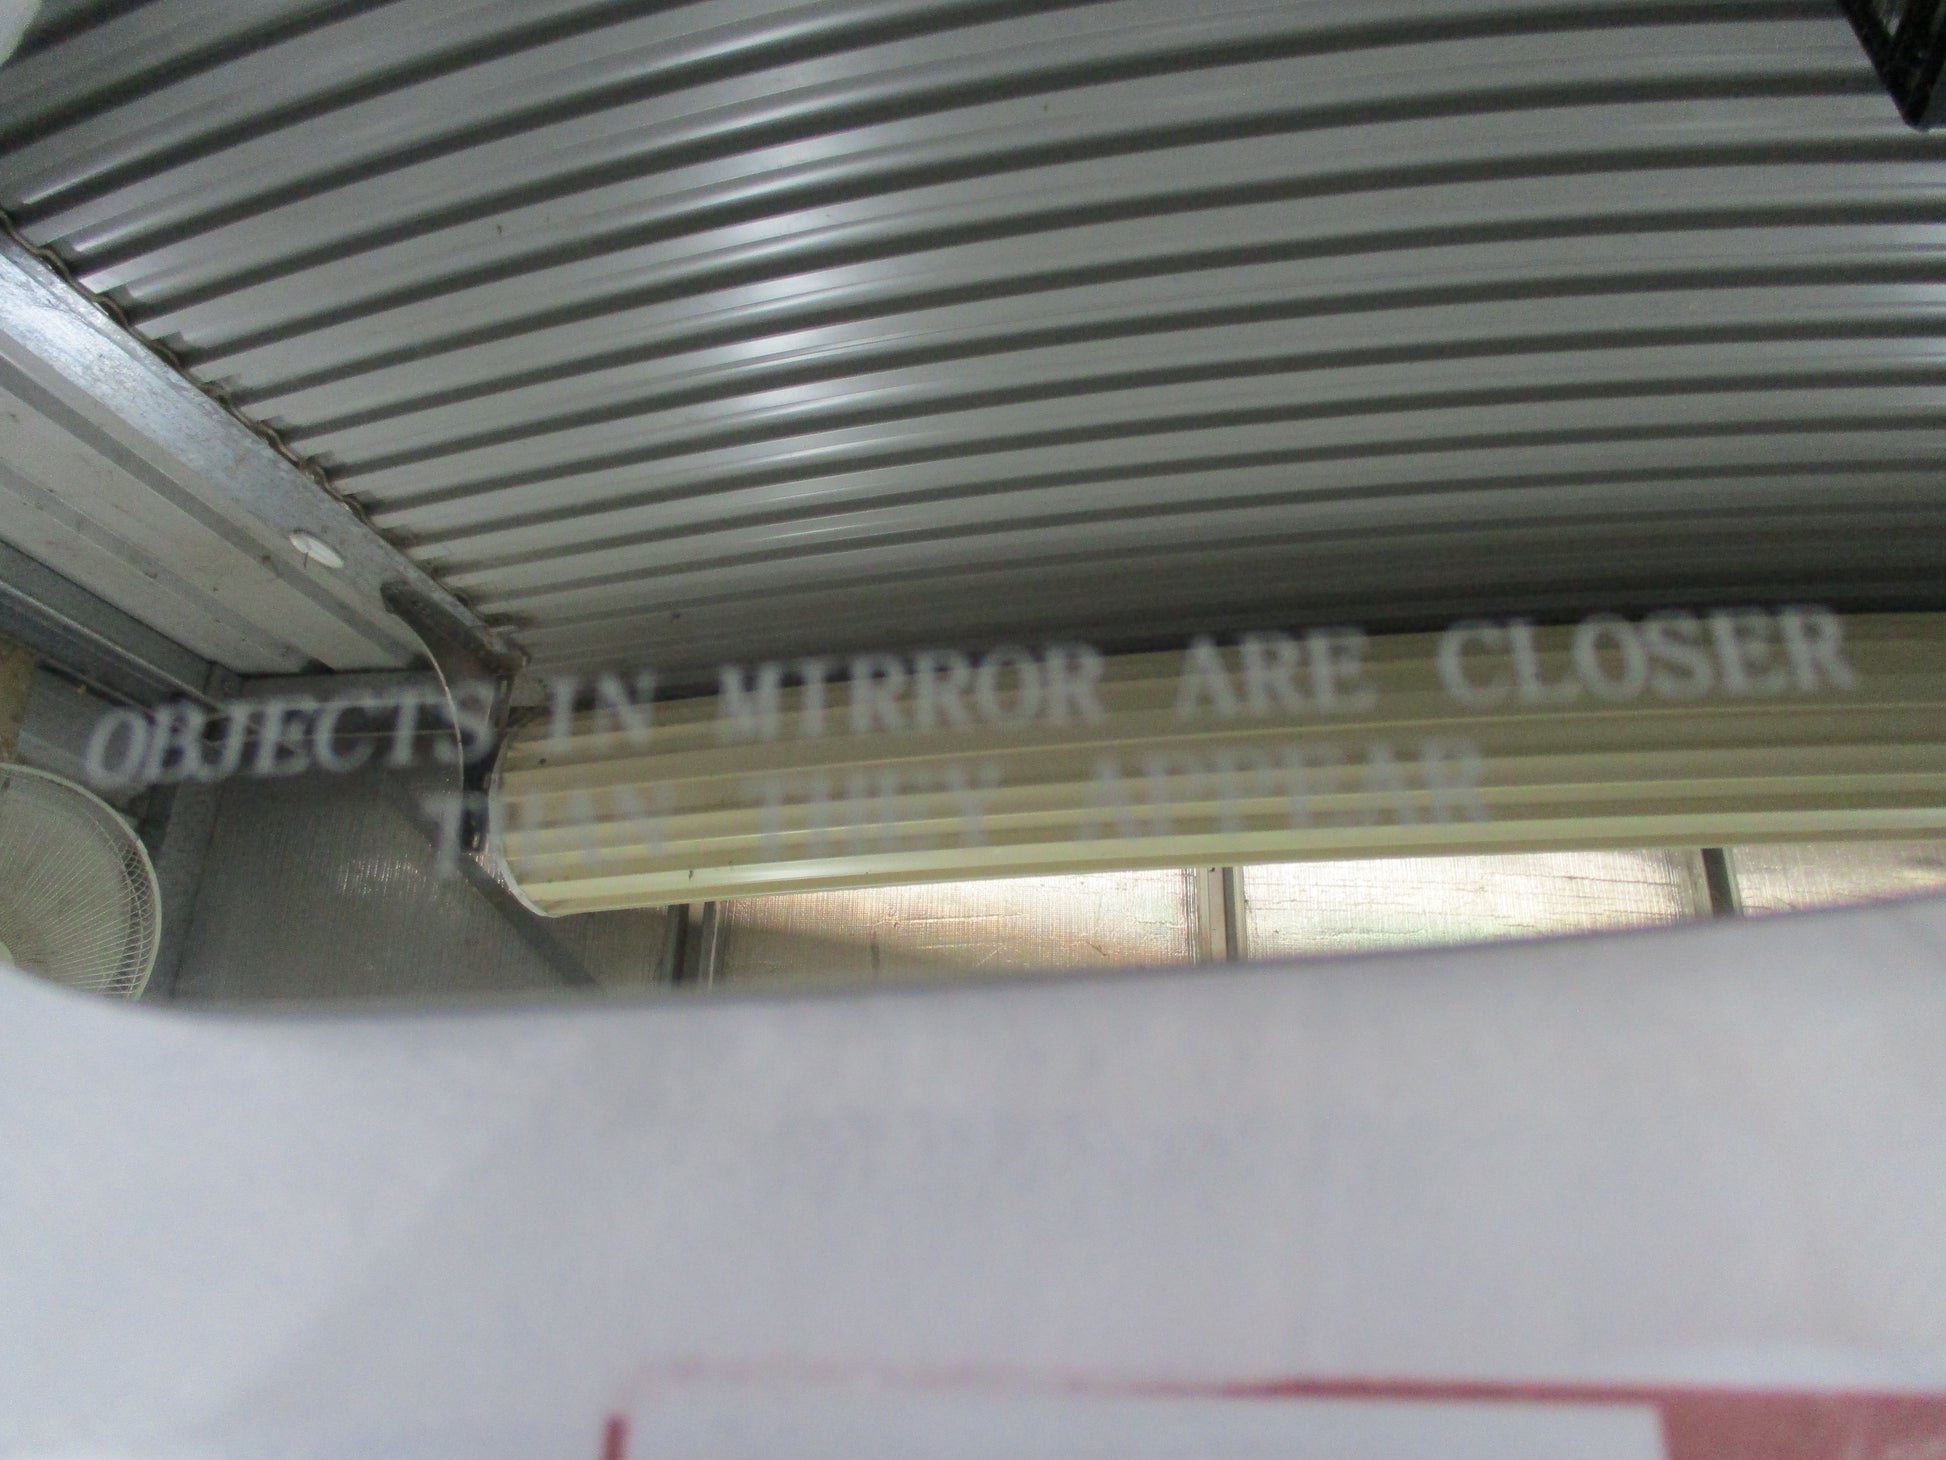 OBJECTS IN MIRROR ARE CLOSER
THAN THEY APPEAR